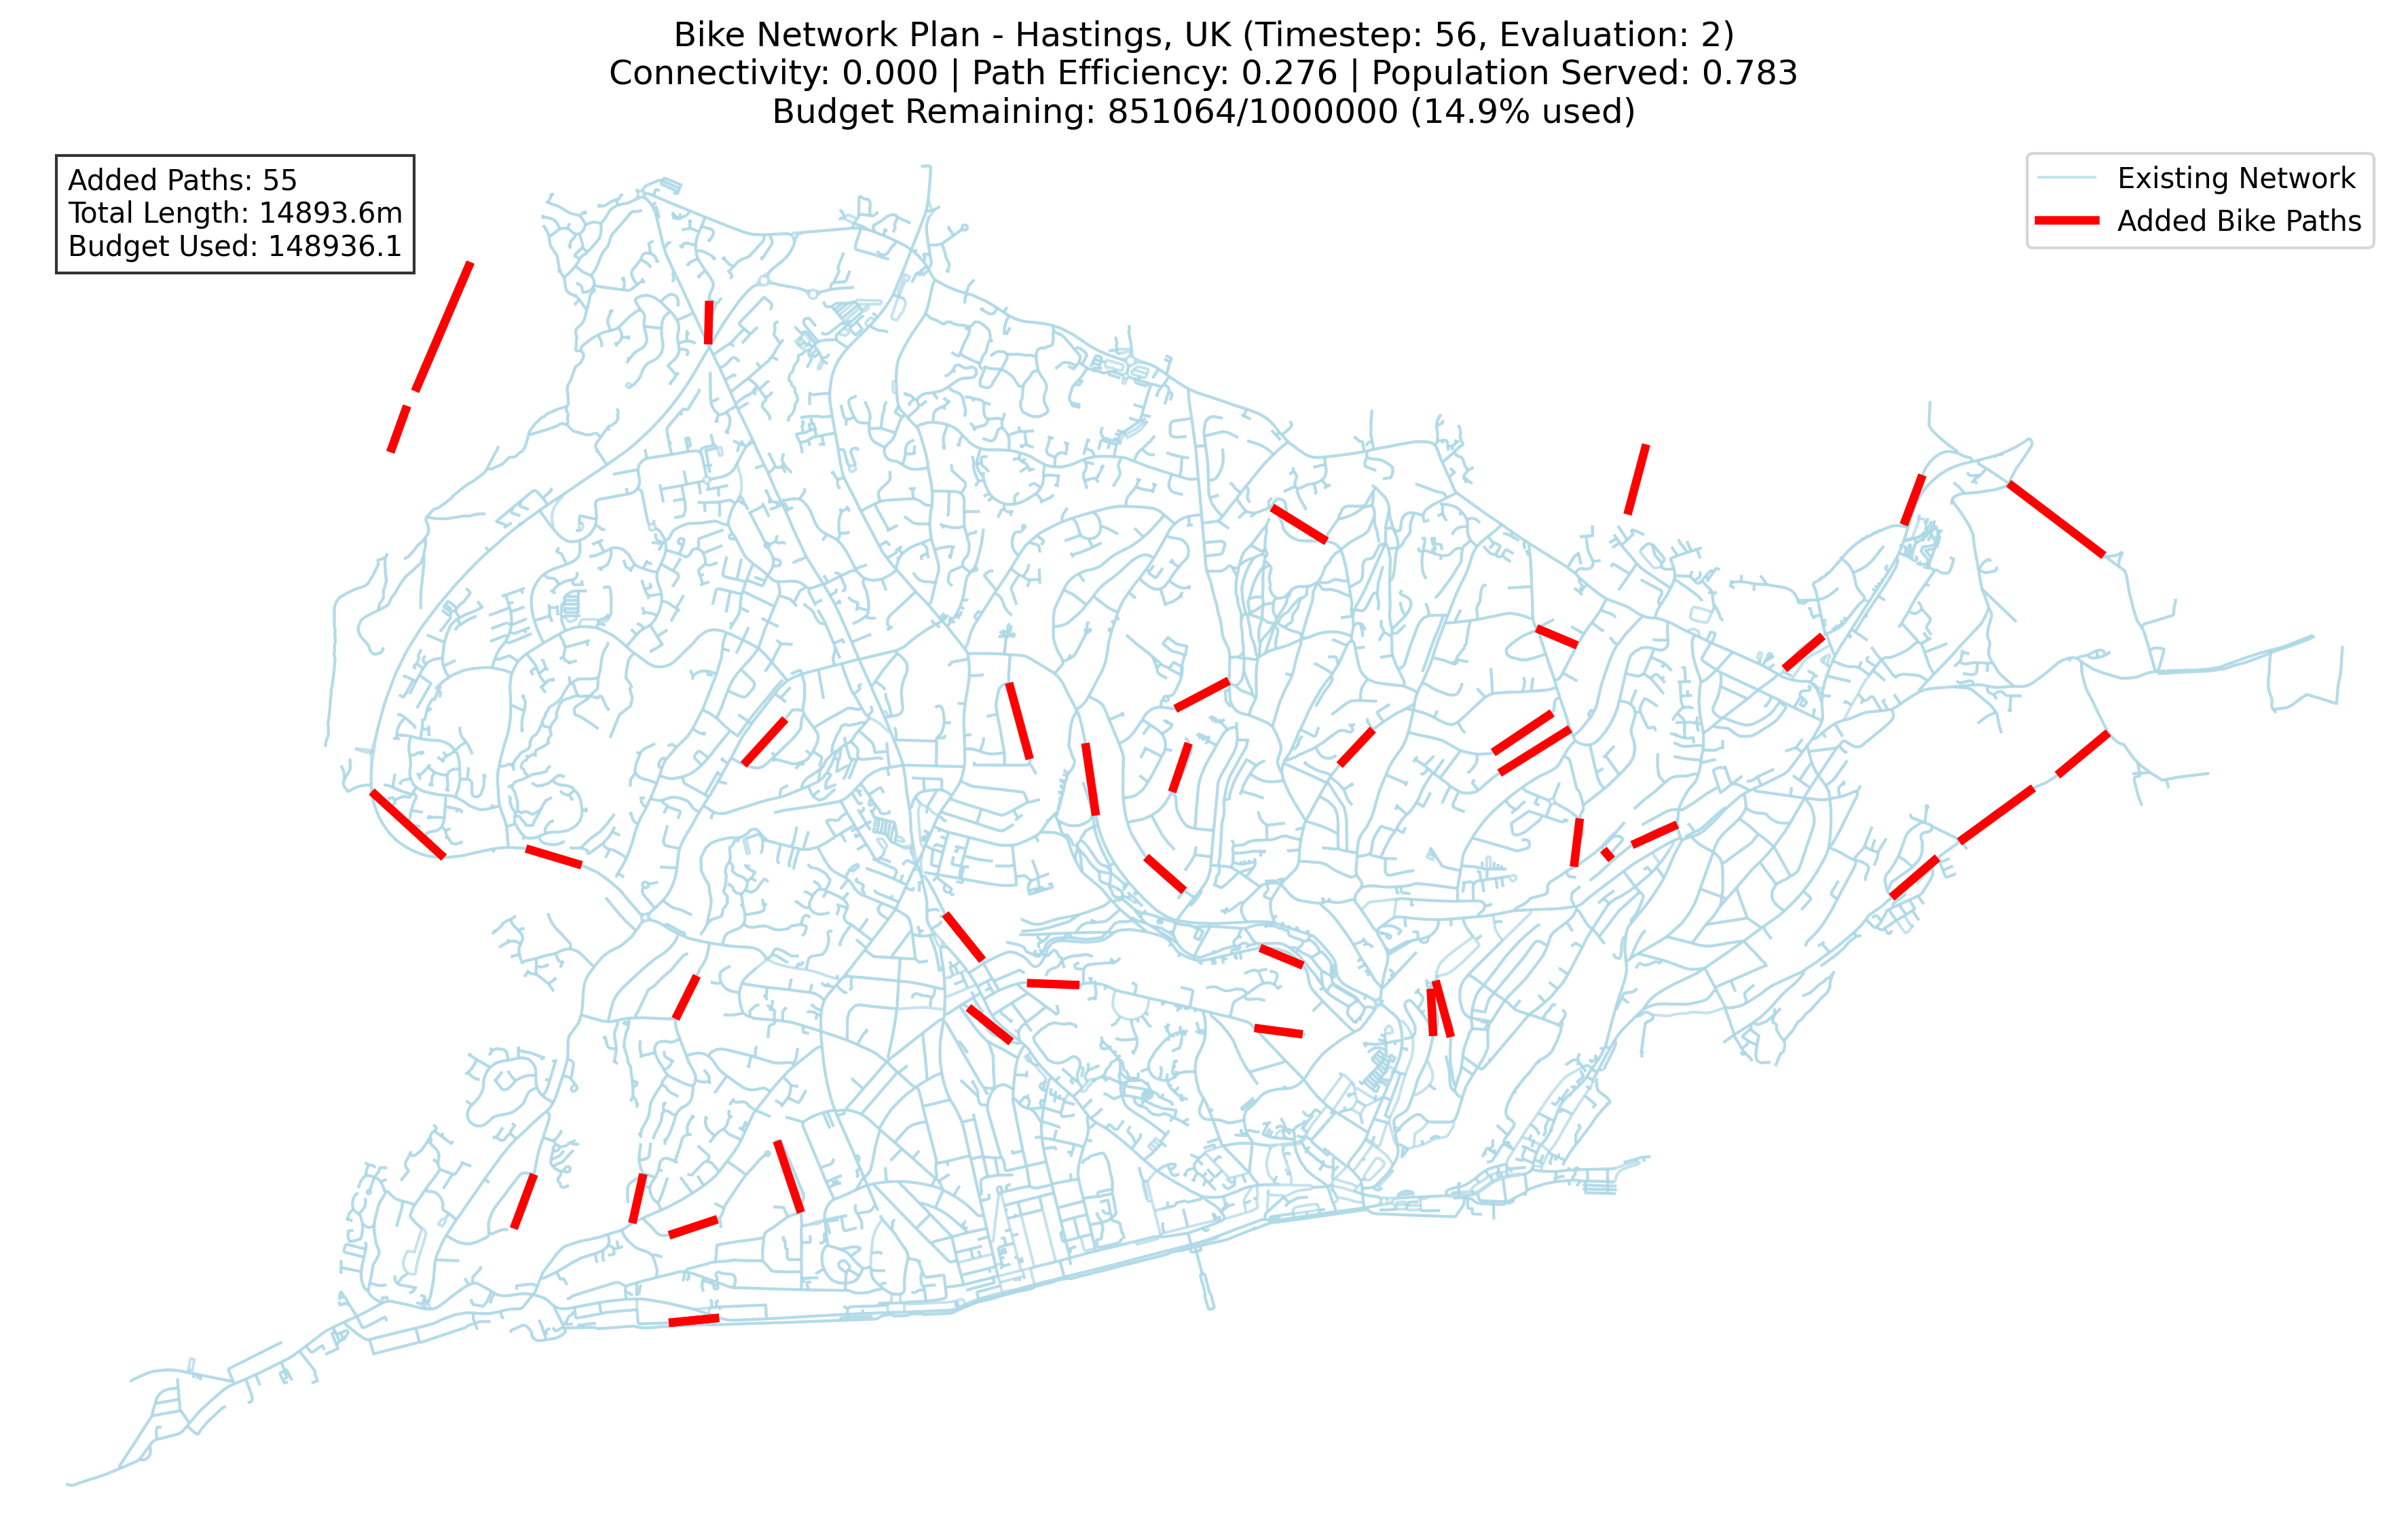 Bike Network Plan - Hastings, UK (Timestep: 56, Evaluation: 2)
Connectivity: 0.000 | Path Efficiency: 0.276 | Population Served: 0.783
Budget Remaining: 851064/1000000 (14.9% used)
Added Paths: 55
Total Length: 14893.6m
Budget Used: 148936.1
Existing Network
Added Bike Paths